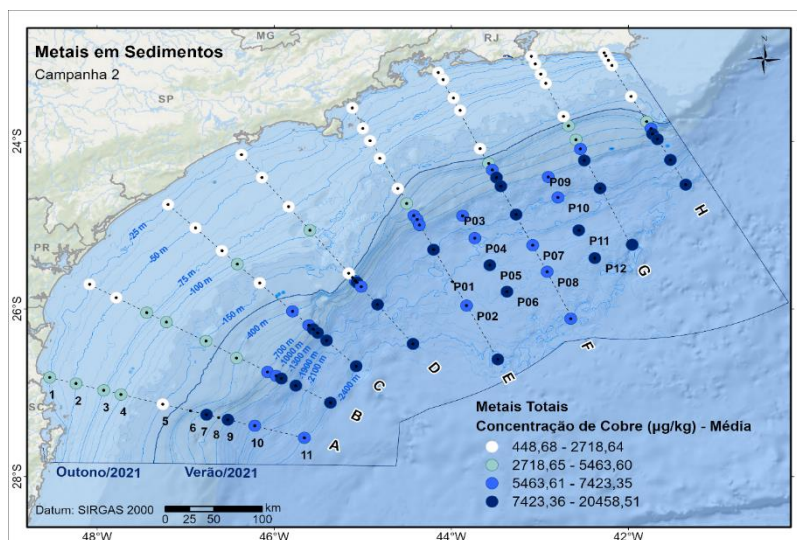 MG
RJ
Metais em Sedimentos
Campanha 2
SP
24°S
24°S
-25 m
-50 m
-75 m
-100 m
PR
-150 m
-400 m
-700 m
-1000 m
-1300 m
-1900 m
-2100 m
-2400 m
P09
P10
P03
P04
P11
P12
P07
P05
P08
P01
P06
P02
H
G
F
E
D
C
B
A
26°S
26°S
SC
1
2
3
4
5
6
7
8
9
10
11
Metais Totais
Concentração de Cobre (µg/kg) - Média
448,68 - 2718,64
2718,65 - 5463,60
5463,61 - 7423,35
7423,36 - 20458,51
Outono/2021
Verão/2021
28°S
28°S
Datum: SIRGAS 2000
km
0
50
100
48°W
46°W
44°W
42°W